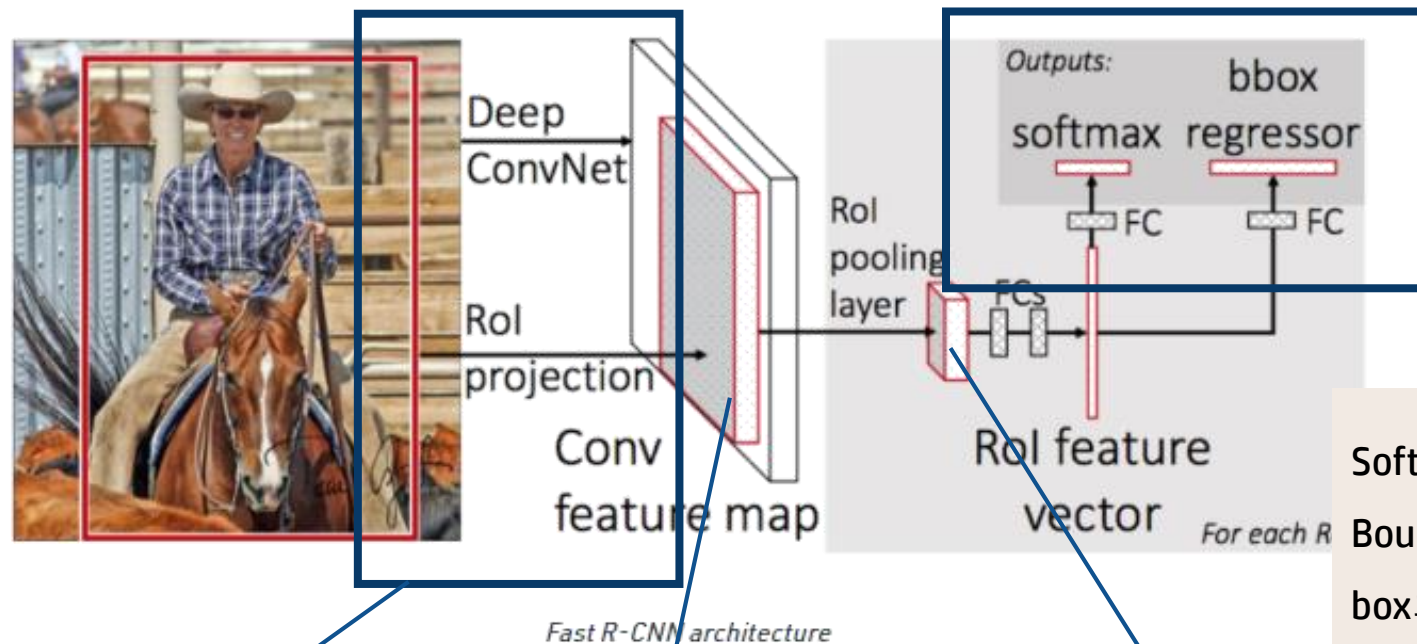 Deep
ConvNet
RoI
projection
Conv
feature map
RoI
pooling
layer
FCs
Outputs:
softmax
bbox
regressor
FC
FC
RoI feature
vector
For each R
Soft
Bou
box
Fast R-CNN architecture